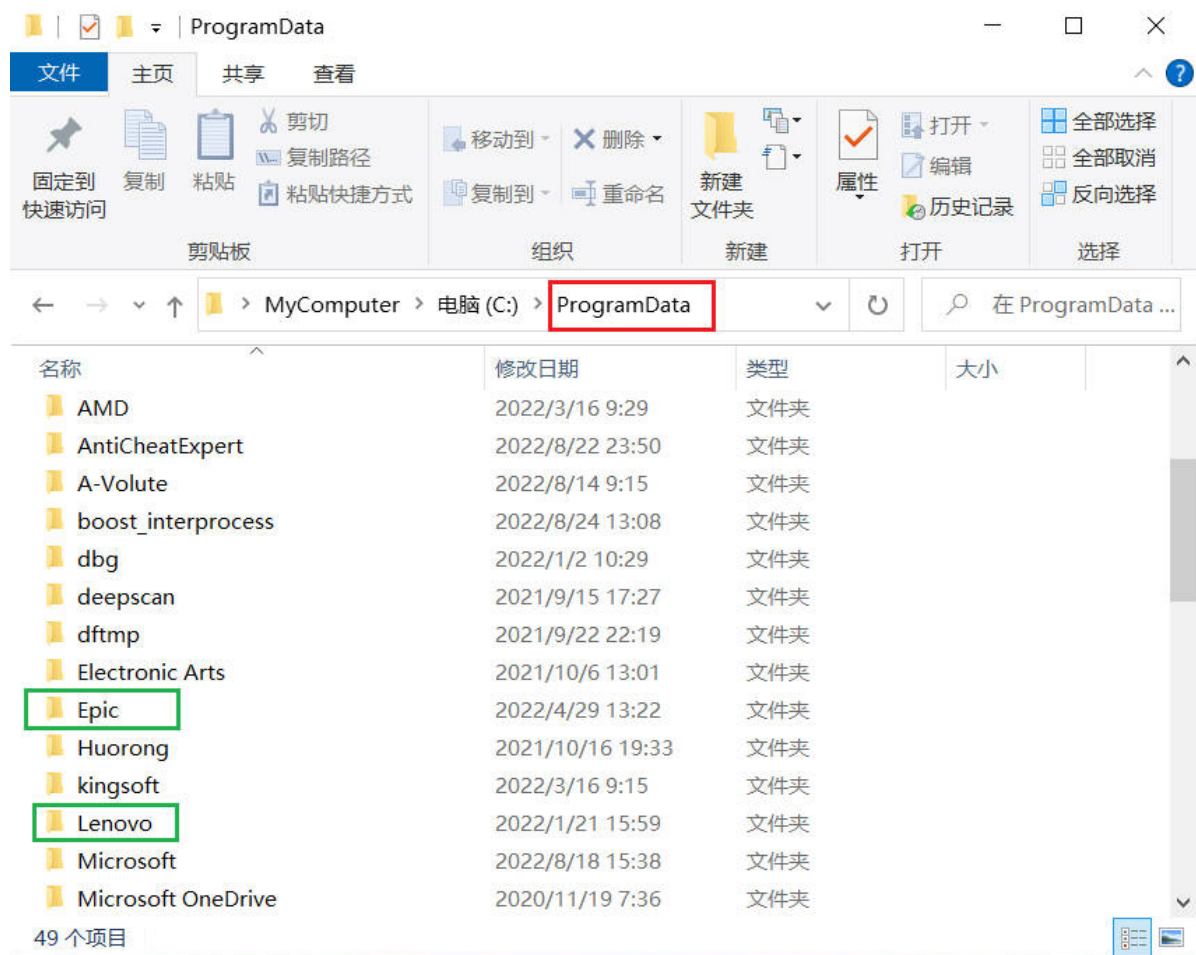 ProgramData
文件 主页 共享 查看
固定到
快速访问
复制
粘贴
剪切
复制路径
粘贴快捷方式
剪贴板
移动到 删除
复制到 重命名
组织
新建
文件夹
新建
属性
打开
编辑
历史记录
打开
全部选择
全部取消
反向选择
选择
MyComputer 电脑 (C:) ProgramData
在 ProgramData ...
名称 修改日期 类型 大小
AMD 2022/3/16 9:29 文件夹
AntiCheatExpert 2022/8/22 23:50 文件夹
A-Volute 2022/8/14 9:15 文件夹
boost_interprocess 2022/8/24 13:08 文件夹
dbg 2022/1/2 10:29 文件夹
deepscan 2021/9/15 17:27 文件夹
dftmp 2021/9/22 22:19 文件夹
Electronic Arts 2021/10/6 13:01 文件夹
Epic 2022/4/29 13:22 文件夹
Huorong 2021/10/16 19:33 文件夹
kingsoft 2022/3/16 9:15 文件夹
Lenovo 2022/1/21 15:59 文件夹
Microsoft 2022/8/18 15:38 文件夹
Microsoft OneDrive 2020/11/19 7:36 文件夹
49 个项目